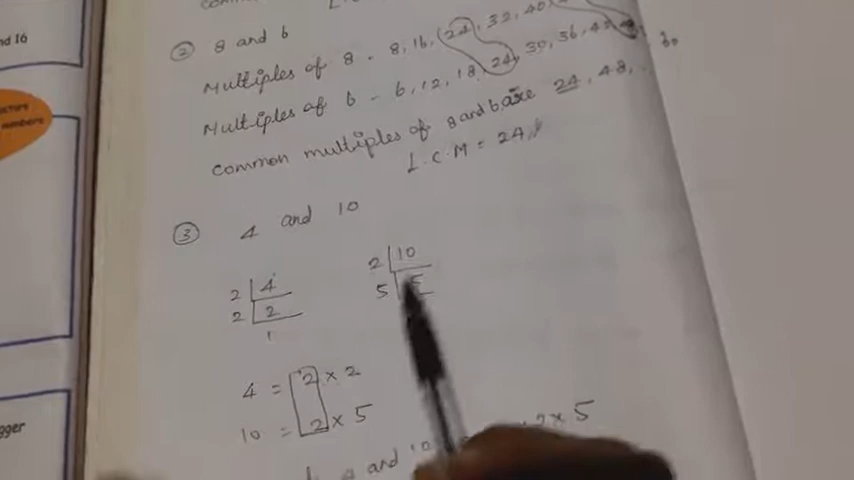 ② 8 and 6
Multiples of 8 - 8, 16, 24, 32, 40,
Multiples of 6 - 6, 12, 18, 24, 30, 36,
Common multiples of 8 and 6 are 24, 48,
L.C.M = 24
③ 4 and 10
2 | 4
2 | 2
1
2 | 10
5 | 5
4 = 2 × 2
10 = 2 × 5
and 10
2 × 5
nd 16
numbers
gger